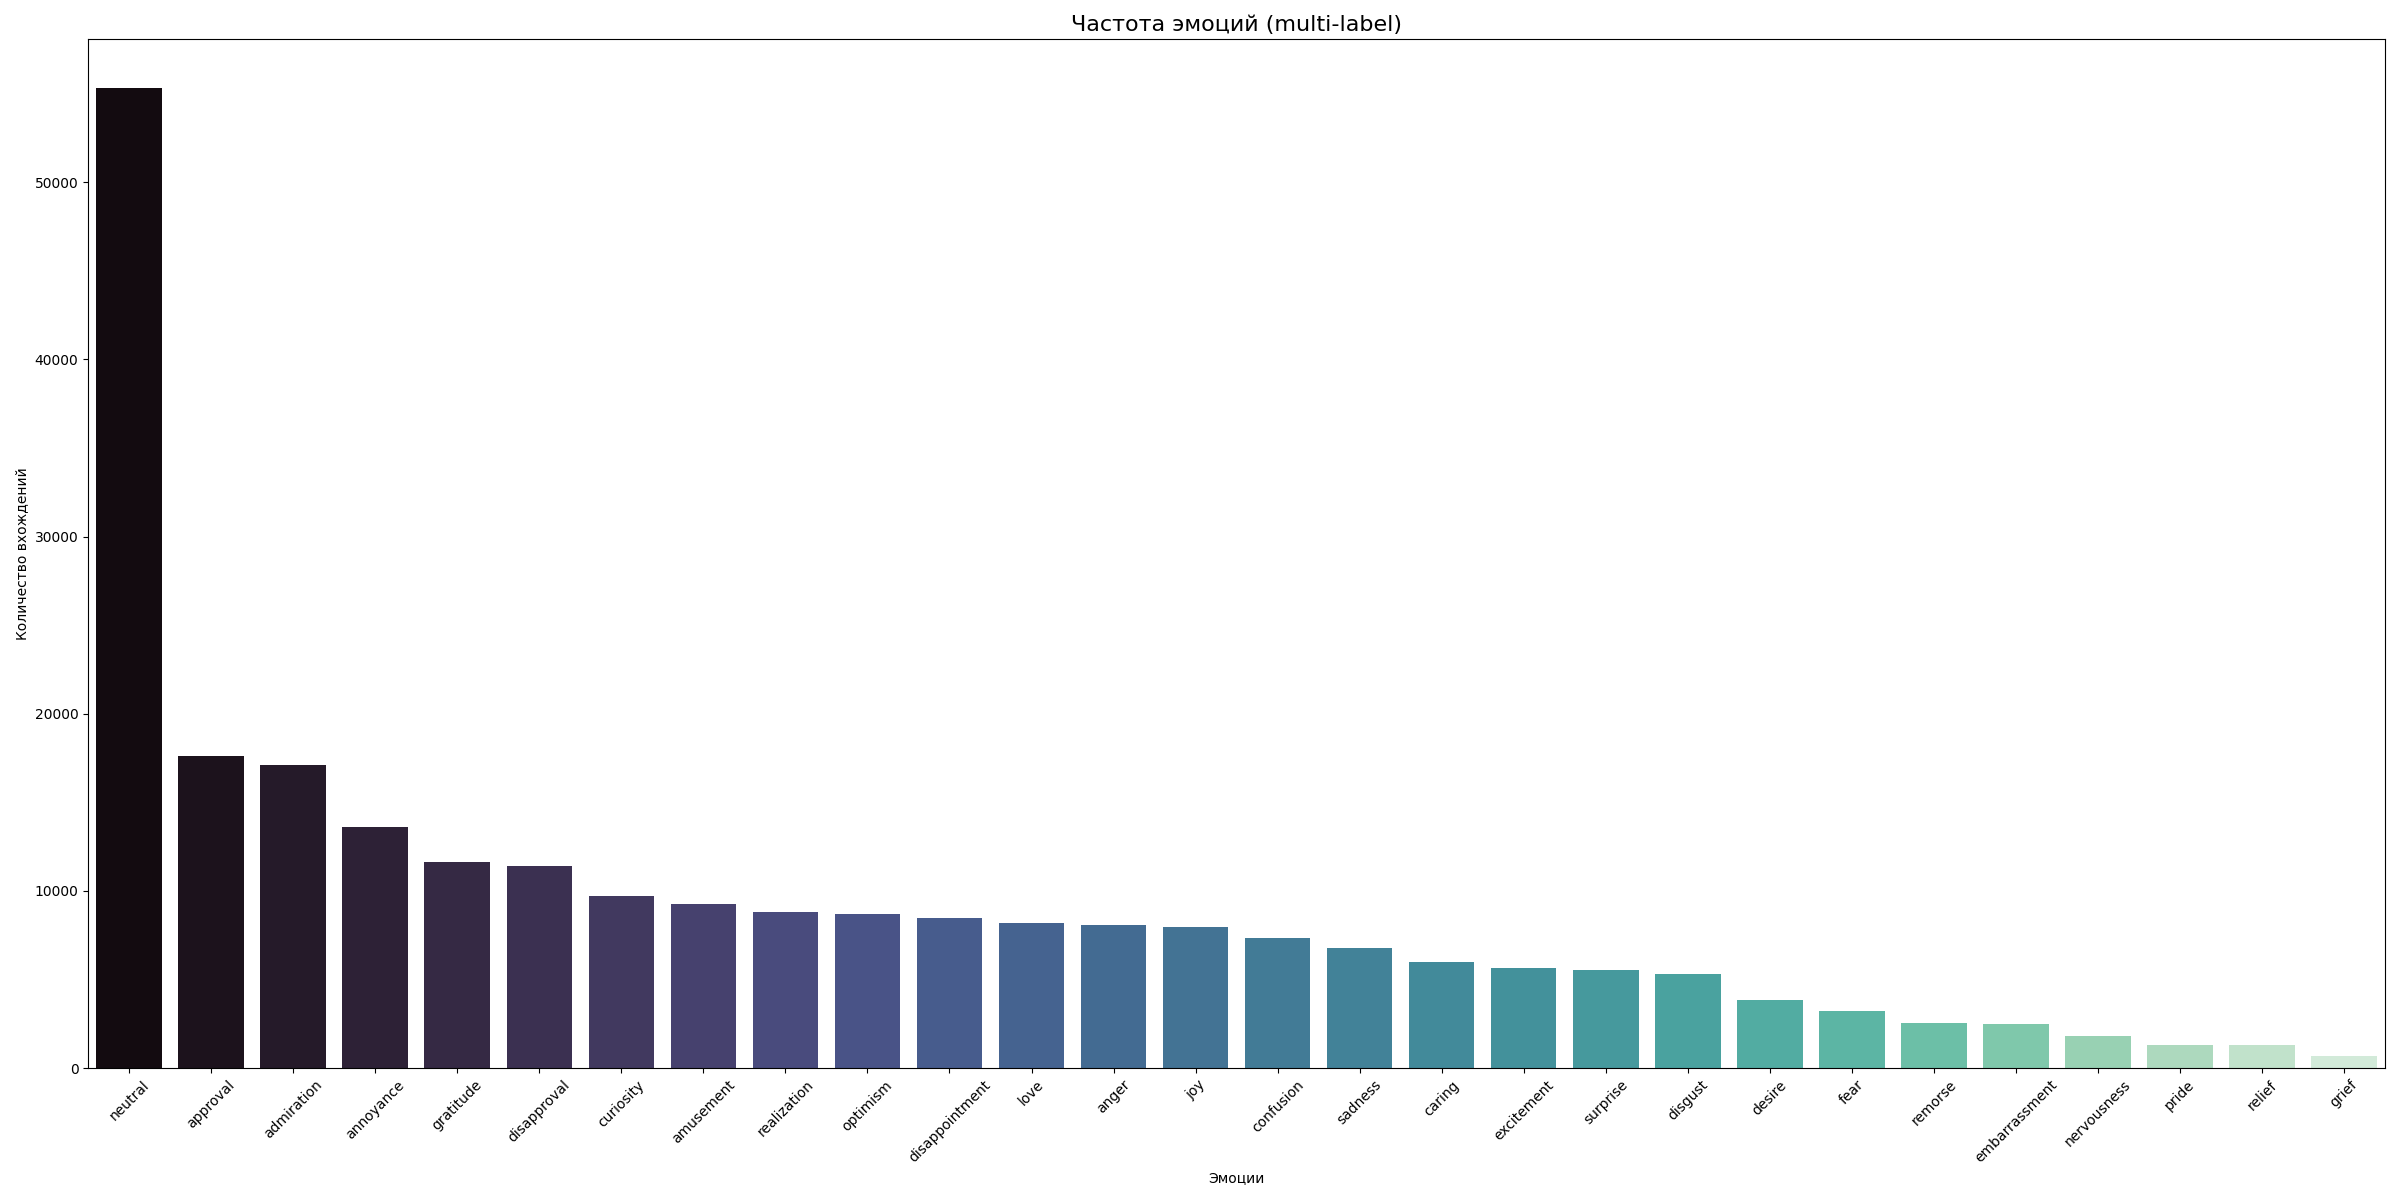 Частота эмоций (multi-label)
Количество вхождений
50000
40000
30000
20000
10000
0
neutral
approval
admiration
annoyance
gratitude
disapproval
curiosity
amusement
realization
optimism
disappointment
love
anger
joy
confusion
sadness
caring
excitement
surprise
disgust
desire
fear
remorse
embarrassment
nervousness
pride
relief
grief
Эмоции